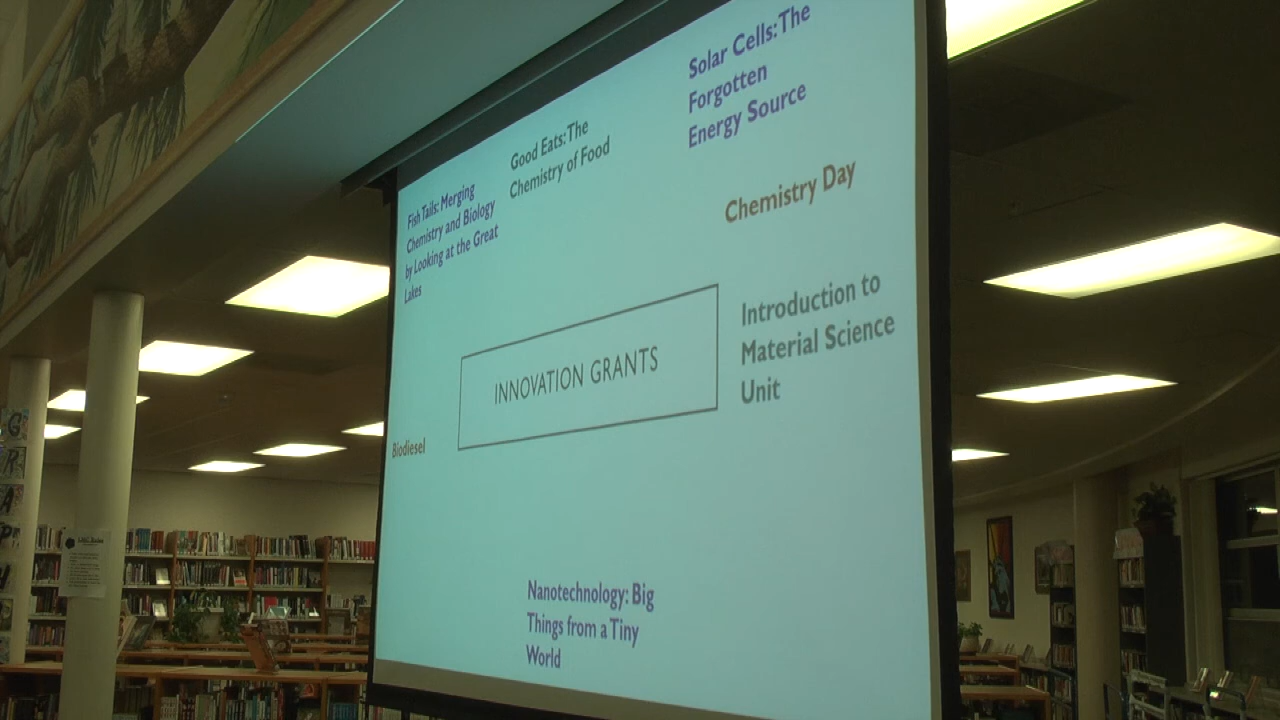 Solar Cells: The
Forgotten
Energy Source
Good Eats: The
Chemistry of Food
Fish Tails: Merging
Chemistry and Biology
by Looking at the Great
Lakes
Chemistry Day
Introduction to
Material Science
Unit
INNOVATION GRANTS
Biodiesel
Nanotechnology: Big
Things from a Tiny
World
G
R
A
P
H